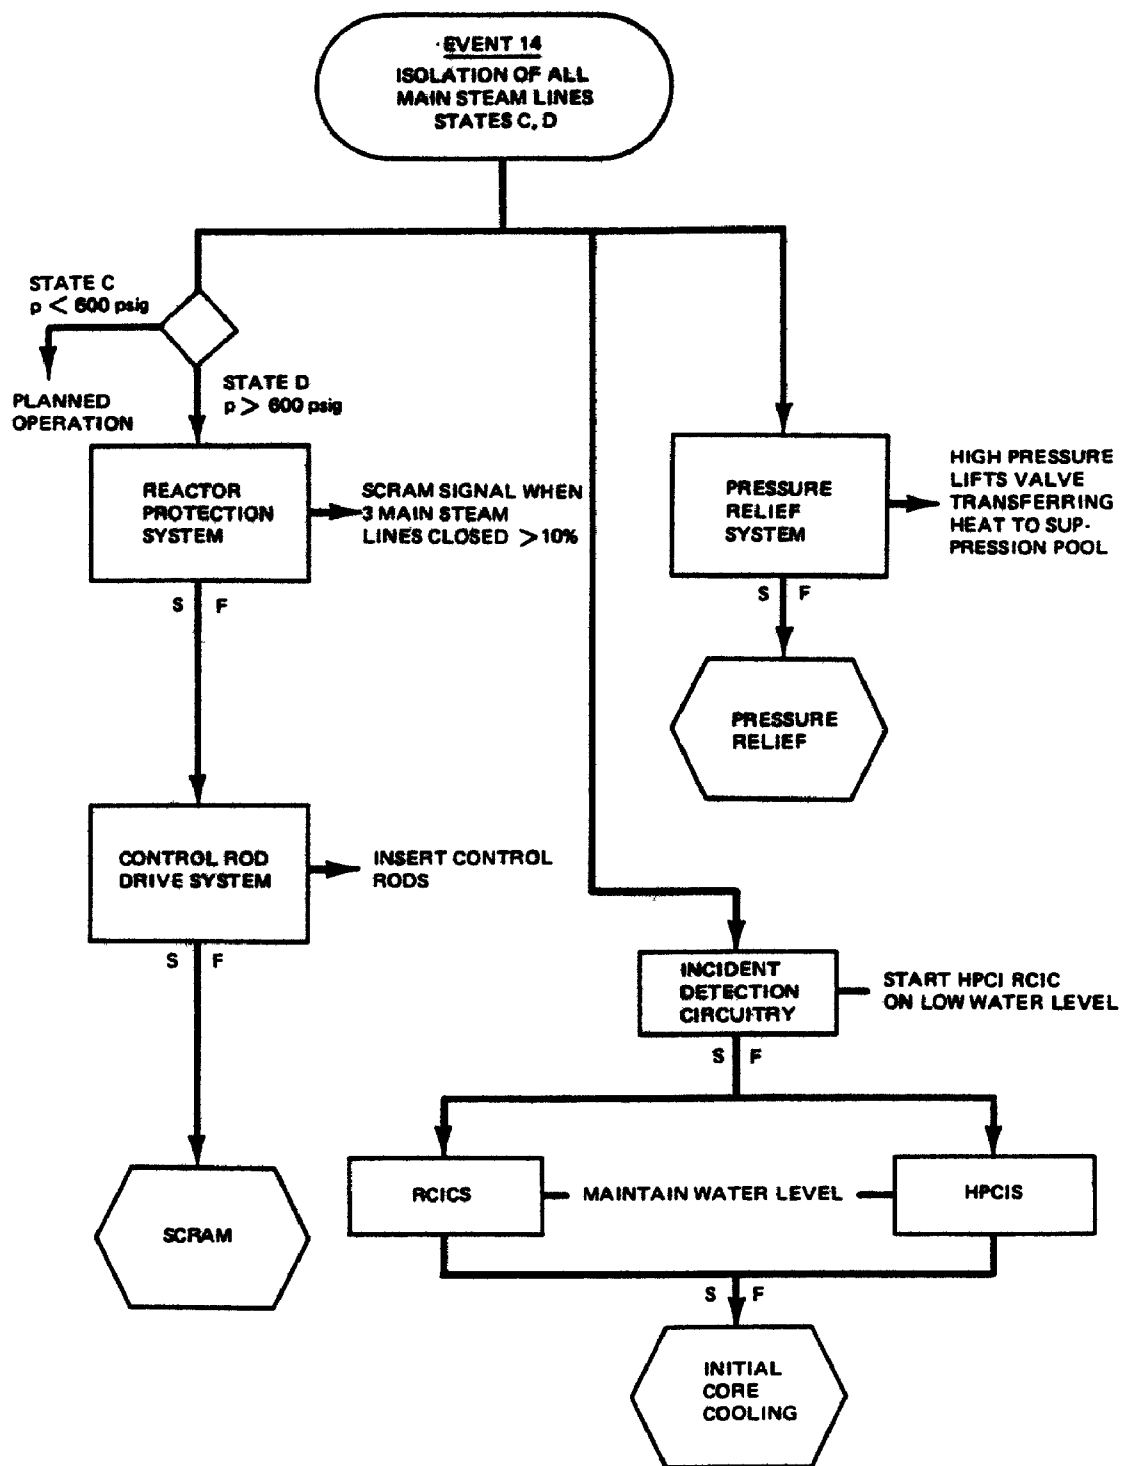 EVENT 14
ISOLATION OF ALL
MAIN STEAM LINES
STATES C, D
STATE C
p < 600 psig
PLANNED
OPERATION
STATE D
p > 600 psig
REACTOR
PROTECTION
SYSTEM
SCRAM SIGNAL WHEN
3 MAIN STEAM
LINES CLOSED >10%
S F
PRESSURE
RELIEF
SYSTEM
HIGH PRESSURE
LIFTS VALVE
TRANSFERRING
HEAT TO SUP-
PRESSION POOL
S F
PRESSURE
RELIEF
CONTROL ROD
DRIVE SYSTEM
INSERT CONTROL
RODS
S F
INCIDENT
DETECTION
CIRCUITRY
START HPCI RCIC
ON LOW WATER LEVEL
S F
RCICS
MAINTAIN WATER LEVEL
HPCIS
SCRAM
S F
INITIAL
CORE
COOLING